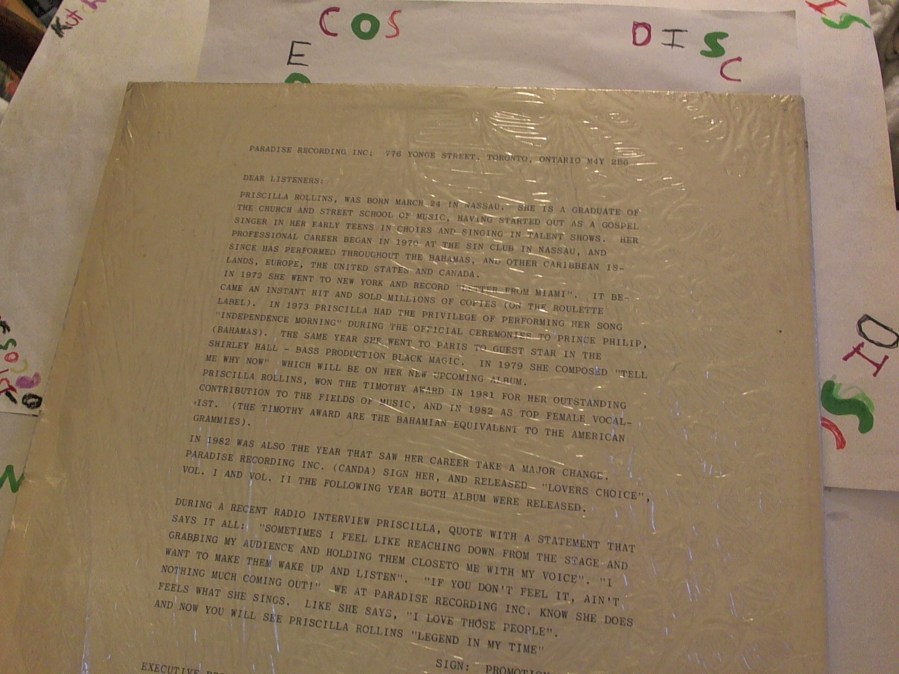 COS
DISC
E
PARADISE RECORDING INC: 776 YONGE STREET. TORONTO, ONTARIO M4Y
DEAR LISTENERS:
PRISCILLA ROLLINS, WAS BORN MARCH 24 IN NASSAU. SHE IS A GRADUATE OF
THE CHURCH AND STREET SCHOOL OF MUSIC, HAVING STARTED OUT AS A GOSPEL
SINGER IN HER EARLY TEENS IN CHOIRS AND SINGING IN TALENT SHOWS. HER
PROFESSIONAL CAREER BEGAN IN 1970 AT THE SIN CLUB IN NASSAU, AND
SINCE HAS PERFORMED THROUGHOUT THE BAHAMAS, AND OTHER CARIBBEAN IS-
LANDS, EUROPE, THE UNITED STATES AND CANADA.
IN 1972 SHE WENT TO NEW YORK AND RECORD " FROM MIAMI". IT BE-
CAME AN INSTANT HIT AND SOLD MILLIONS OF COPIES (ON THE ROULETTE
LABEL). IN 1973 PRISCILLA HAD THE PRIVILEGE OF PERFORMING HER SONG
"INDEPENDENCE MORNING" DURING THE OFFICIAL CEREMONIES TO PRINCE PHILIP,
(BAHAMAS). THE SAME YEAR SHE WENT TO PARIS TO GUEST STAR IN THE
SHIRLEY BALL - BASS PRODUCTION BLACK MAGIC. IN 1979 SHE COMPOSED "TELL
ME WHY NOW" WHICH WILL BE ON HER NEW UPCOMING ALBUM.
PRISCILLA ROLLINS, WON THE TIMOTHY AWARD IN 1981 FOR HER OUTSTANDING
CONTRIBUTION TO THE FIELDS OF MUSIC, AND IN 1982 AS TOP FEMALE VOCAL-
IST. (THE TIMOTHY AWARD ARE THE BAHAMIAN EQUIVALENT TO THE AMERICAN
GRAMMIES).
IN 1982 WAS ALSO THE YEAR THAT SAW HER CAREER TAKE A MAJOR CHANGE.
PARADISE RECORDING INC. (CANDA) SIGN HER, AND RELEASED "LOVERS CHOICE",
VOL. I AND VOL. II THE FOLLOWING YEAR BOTH ALBUM WERE RELEASED.
DURING A RECENT RADIO INTERVIEW PRISCILLA, QUOTE WITH A STATEMENT THAT
SAYS IT ALL: "SOMETIMES I FEEL LIKE REACHING DOWN FROM THE STAGE AND
GRABBING MY AUDIENCE AND HOLDING THEM CLOSETO ME WITH MY VOICE". "I
WANT TO MAKE THEM WAKE UP AND LISTEN". "IF YOU DON'T FEEL IT, AIN'T
NOTHING MUCH COMING OUT!" WE AT PARADISE RECORDING INC. KNOW SHE DOES
FEELS WHAT SHE SINGS. LIKE SHE SAYS, "I LOVE THOSE PEOPLE".
AND NOW YOU WILL SEE PRISCILLA ROLLINS "LEGEND IN MY TIME"
SIGN: PROMOTION
EXECUTIVE
DISC